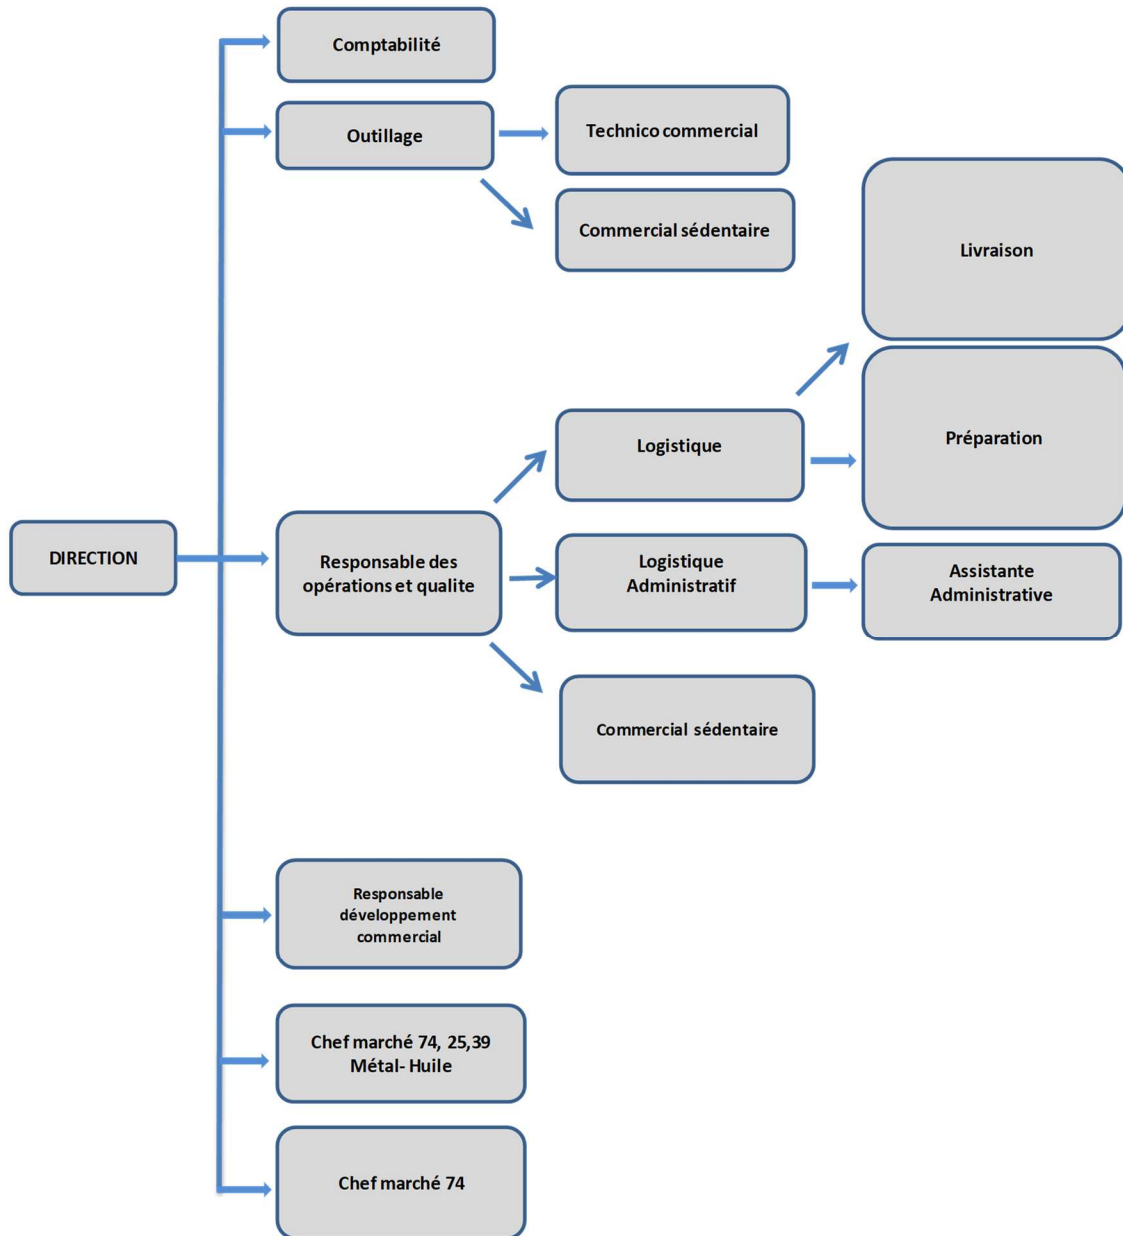 Comptabilité
Outillage
Technico commercial
Commercial sédentaire
Livraison
Logistique
Préparation
DIRECTION
Responsable des
opérations et qualite
Logistique
Administratif
Assistante
Administrative
Commercial sédentaire
Responsable
développement
commercial
Chef marché 74, 25,39
Métal- Huile
Chef marché 74